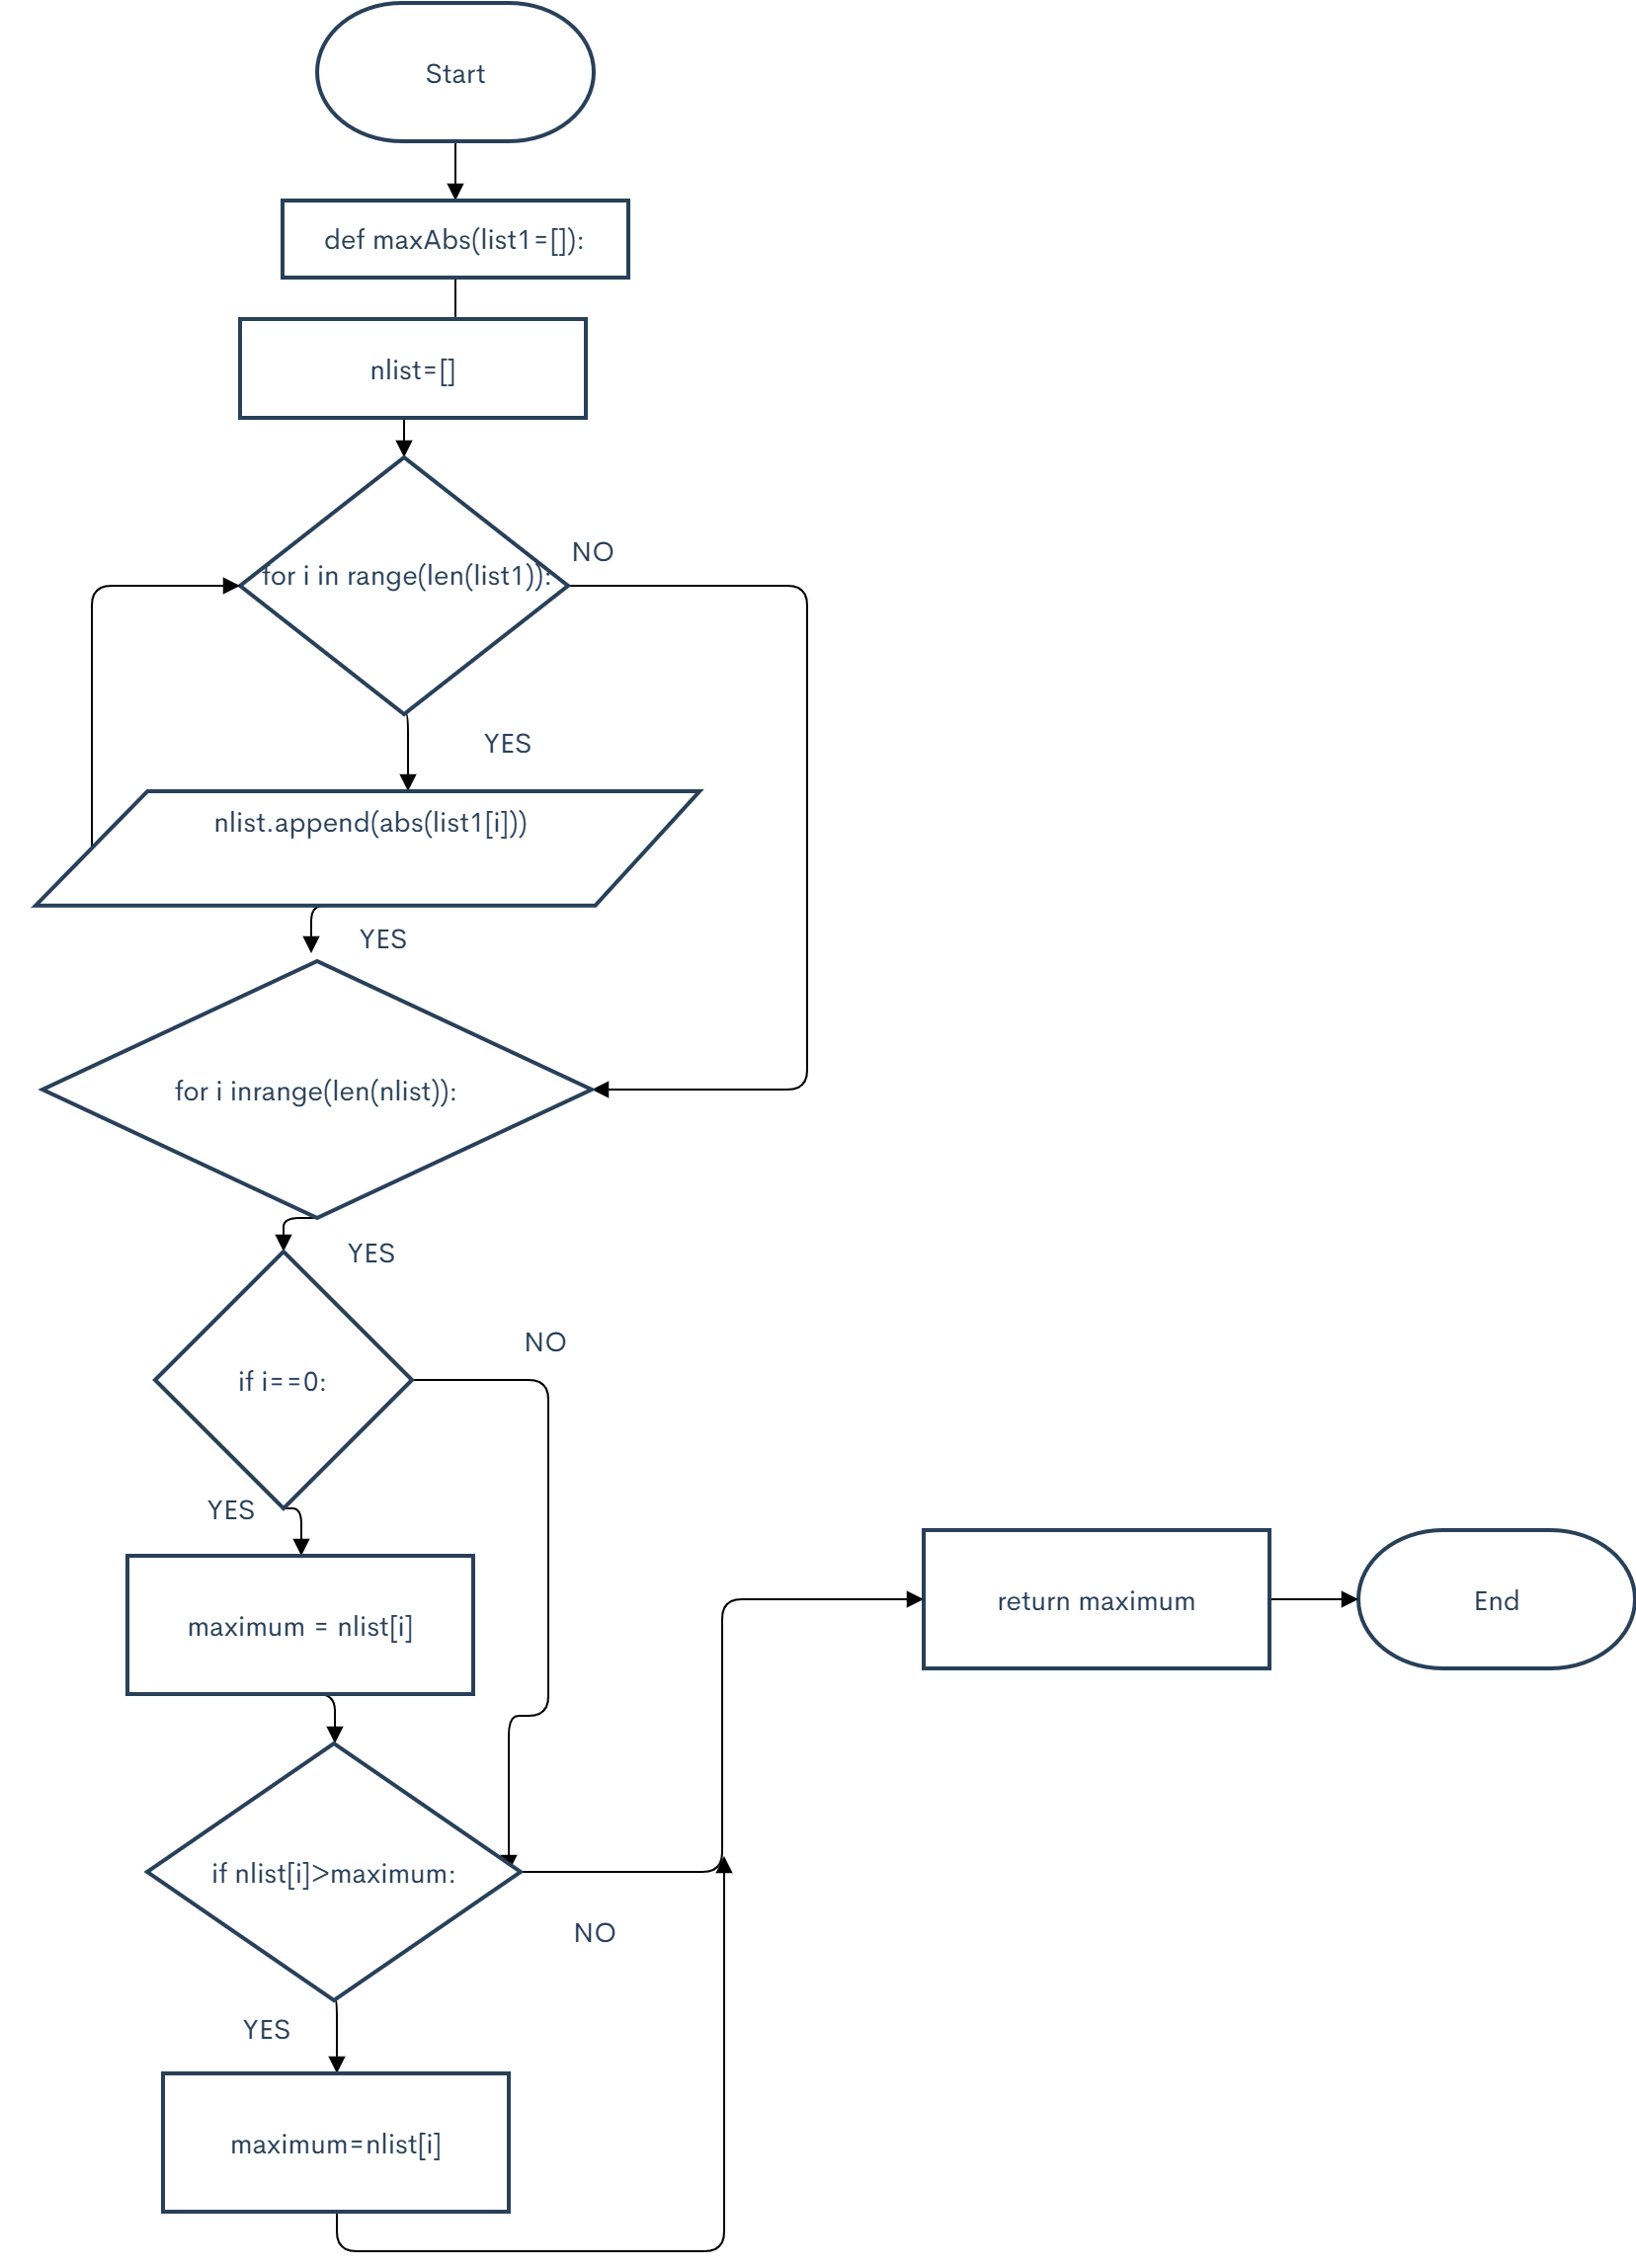 Start
def maxAbs(list1=[]):
nlist=[]
NO
for i in range(len(list1)):
YES
nlist.append(abs(list1[i]))
YES
for i inrange(len(nlist)):
YES
NO
if i==0:
YES
maximum = nlist[i]
return maximum
End
if nlist[i]>maximum:
NO
YES
maximum=nlist[i]